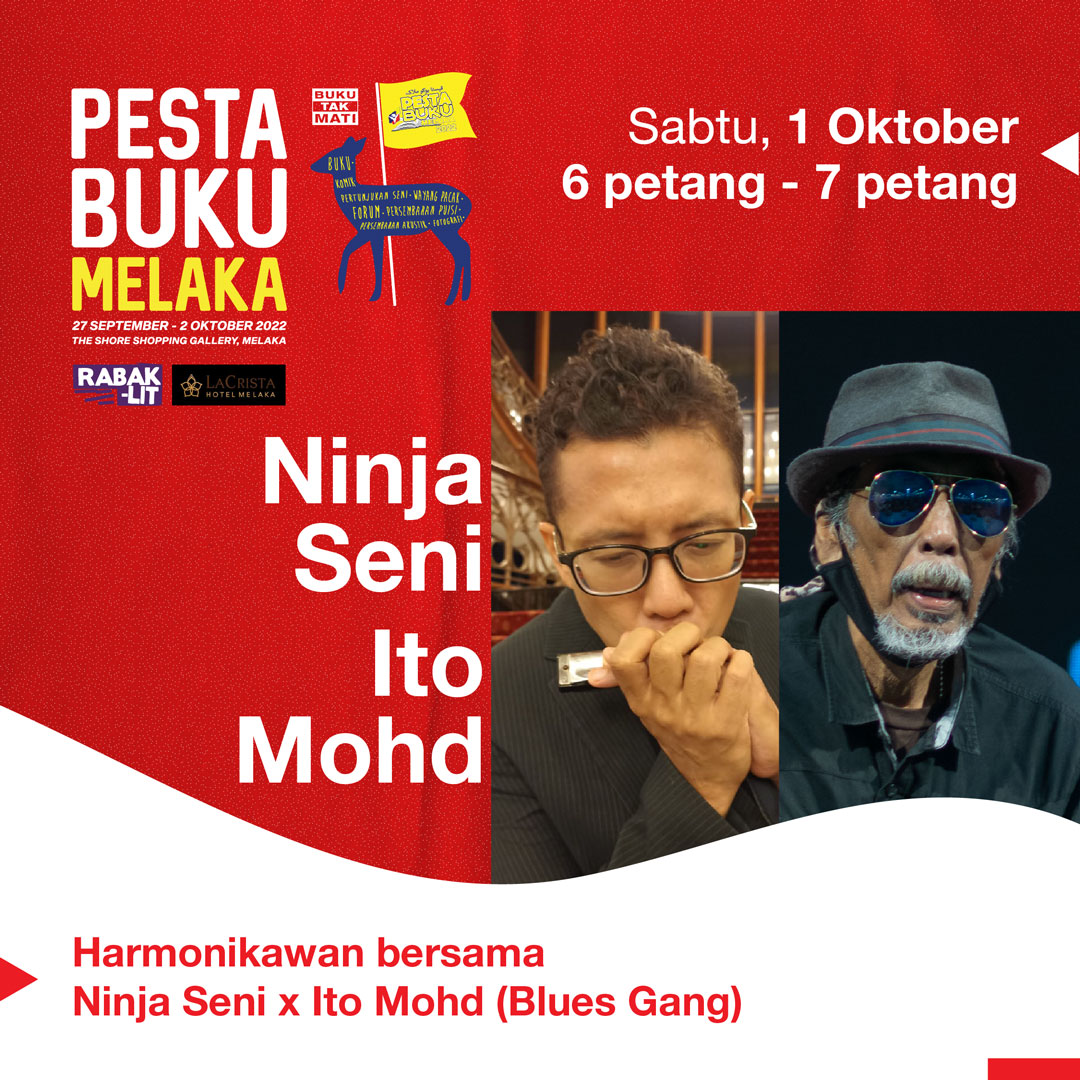 PESTA
BUKU
MELAKA
27 SEPTEMBER - 2 OKTOBER 2022
THE SHORE SHOPPING GALLERY, MELAKA
RABAK
-LIT
LACRISTA
HOTEL MELAKA
BUKU
TAK
MATI
PESTA
BUKU
2022
BUKU-
KOMIK
PERTUNJUKAN SENI - WAYANG PACAK-
FORUM - PERSEMBAHAN PUISI-
PERSEMBAHAN AKUSTIK - FOTOGRAFI-
Sabtu, 1 Oktober
6 petang - 7 petang
Ninja
Seni
Ito
Mohd
Harmonikawan bersama
Ninja Seni x Ito Mohd (Blues Gang)